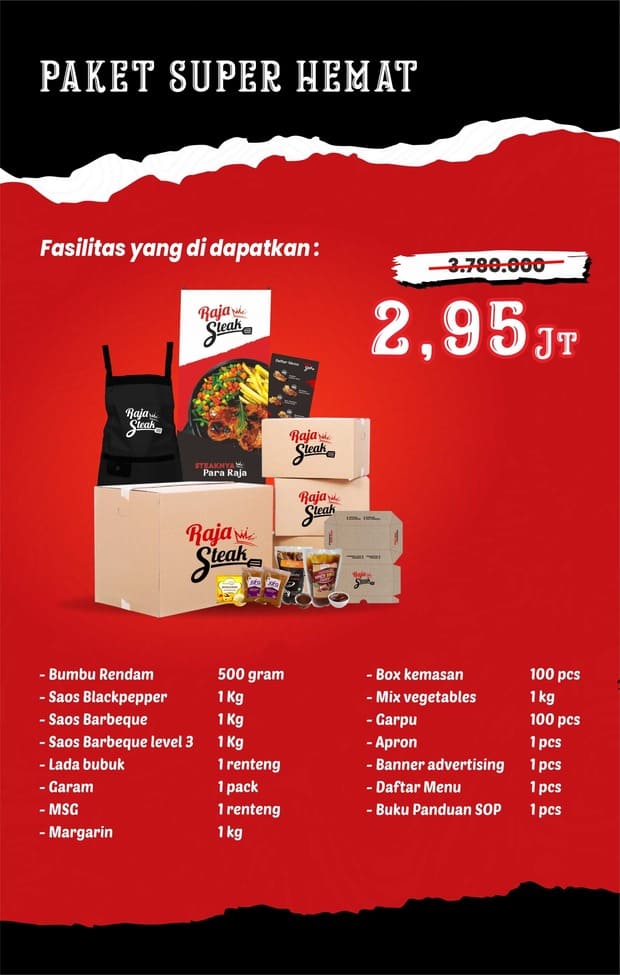 PAKET SUPER HEMAT
Fasilitas yang di dapatkan :
3.780.000
2,95 JT
Raja
Steak
Daftar Menu
Raja
Steak
STEAKNYA
Para Raja
Raja
Steak
Raja
Steak
Raja
Steak
Raja
Steak
- Bumbu Rendam 500 gram
- Saos Blackpepper 1 Kg
- Saos Barbeque 1 Kg
- Saos Barbeque level 3 1 Kg
- Lada bubuk 1 renteng
- Garam 1 pack
- MSG 1 renteng
- Margarin 1 kg
- Box kemasan 100 pcs
- Mix vegetables 1 kg
- Garpu 100 pcs
- Apron 1 pcs
- Banner advertising 1 pcs
- Daftar Menu 1 pcs
- Buku Panduan SOP 1 pcs